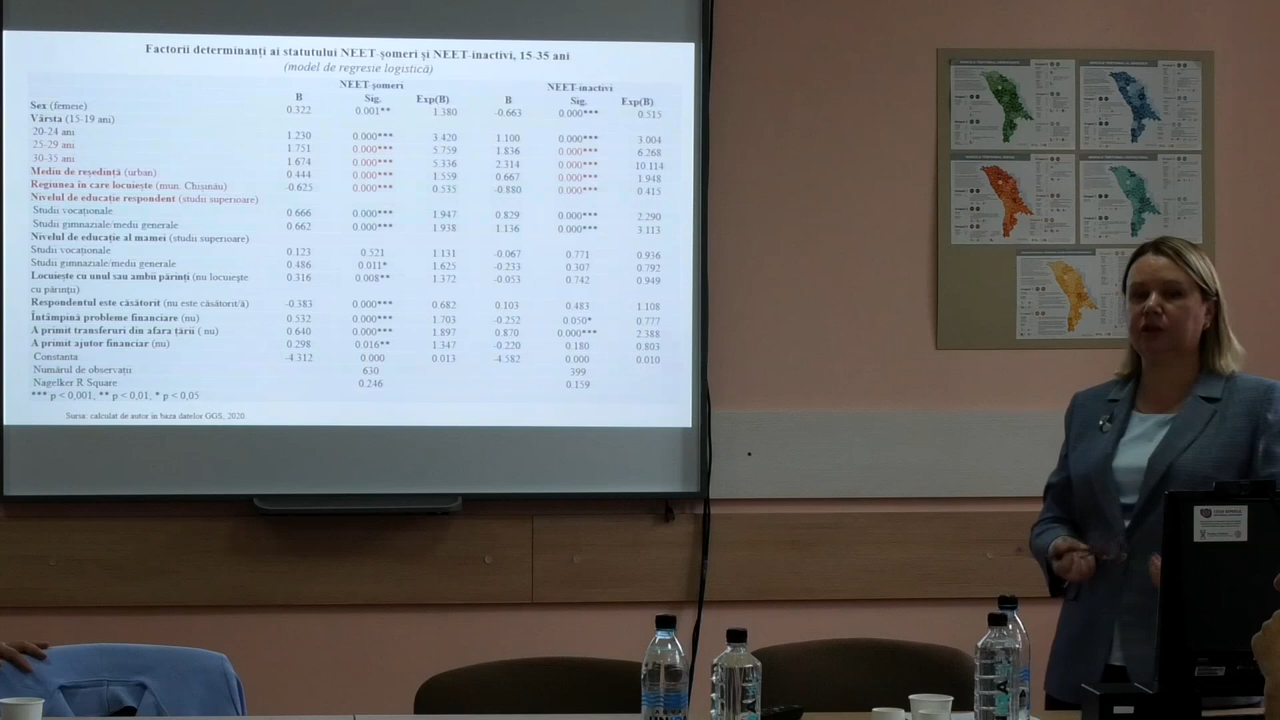 Factorii determinanți ai statutului NEET-șomeri și NEET-inactivi, 15-35 ani
(model de regresie logistică)
NEET-șomeri NEET-inactivi
B Sig. Exp(B) B Sig. Exp(B)
Sex (femeie) 0.322 0.001** 1.380 -0.663 0.000*** 0.515
Vârsta (15-19 ani)
20-24 ani 1.230 0.000*** 3.420 1.100 0.000*** 3.004
25-29 ani 1.751 0.000*** 5.759 1.836 0.000*** 6.268
30-35 ani 1.674 0.000*** 5.336 2.314 0.000*** 10.114
Mediu de reședință (urban) 0.444 0.000*** 1.559 0.667 0.000*** 1.948
Regiunea în care locuiește (mun. Chișinău) -0.625 0.000*** 0.535 -0.880 0.000*** 0.415
Nivelul de educație respondent (studii superioare)
Studii vocaționale 0.666 0.000*** 1.947 0.829 0.000*** 2.290
Studii gimnaziale/medii generale 0.662 0.000*** 1.938 1.136 0.000*** 3.113
Nivelul de educație al mamei (studii superioare)
Studii vocaționale 0.123 0.521 1.131 -0.067 0.771 0.936
Studii gimnaziale/medii generale 0.486 0.011* 1.625 -0.233 0.307 0.792
Locuiește cu unul sau ambii părinți (nu locuiește 0.316 0.008** 1.372 -0.053 0.742 0.949
cu părinții)
Respondentul este căsătorit (nu este căsătorit/ă) -0.383 0.000*** 0.682 0.103 0.483 1.108
Întâmpină probleme financiare (nu) 0.532 0.000*** 1.703 -0.252 0.050* 0.777
A primit transferuri din afara țării ( nu) 0.640 0.000*** 1.897 0.870 0.000*** 2.388
A primit ajutor financiar (nu) 0.298 0.016** 1.347 -0.220 0.180 0.803
Constanta -4.312 0.000 0.013 -4.582 0.000 0.010
Numărul de observații 630 399
Nagelker R Square 0.246 0.159
*** p < 0,001, ** p < 0,01, * p < 0,05
Sursa: calculat de autor in baza datelor GGS, 2020.